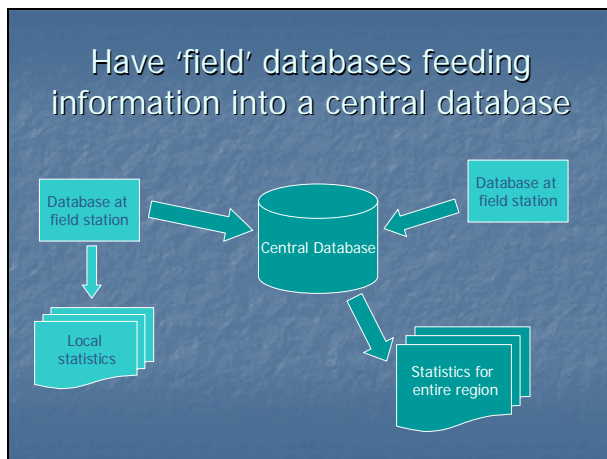 Have ‘field’ databases feeding
information into a central database
Database at
field station
Central Database
Database at
field station
Local
statistics
Statistics for
entire region